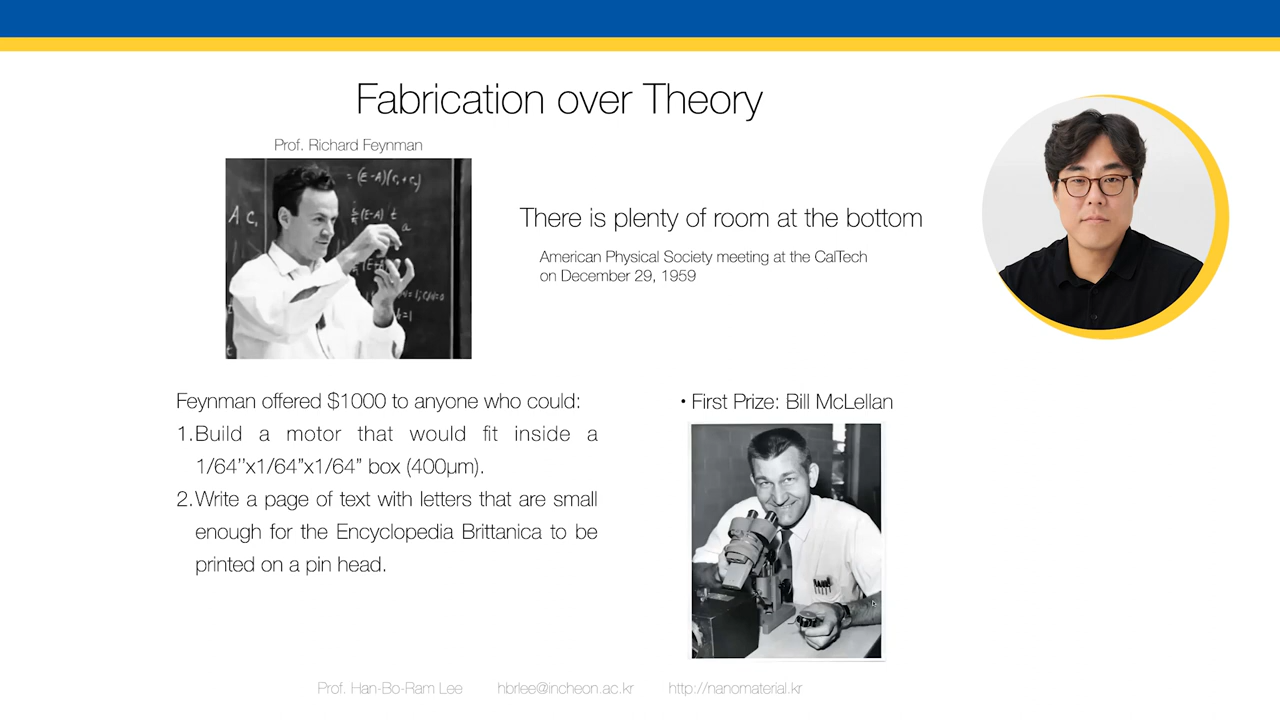 Fabrication over Theory
Prof. Richard Feynman
There is plenty of room at the bottom
American Physical Society meeting at the CalTech
on December 29, 1959
Feynman offered $1000 to anyone who could:
1.Build a motor that would fit inside a
1/64’’x1/64”x1/64” box (400µm).
2.Write a page of text with letters that are small
enough for the Encyclopedia Brittanica to be
printed on a pin head.
• First Prize: Bill McLellan
Prof. Han-Bo-Ram Lee hbrlee@incheon.ac.kr http://nanomaterial.kr